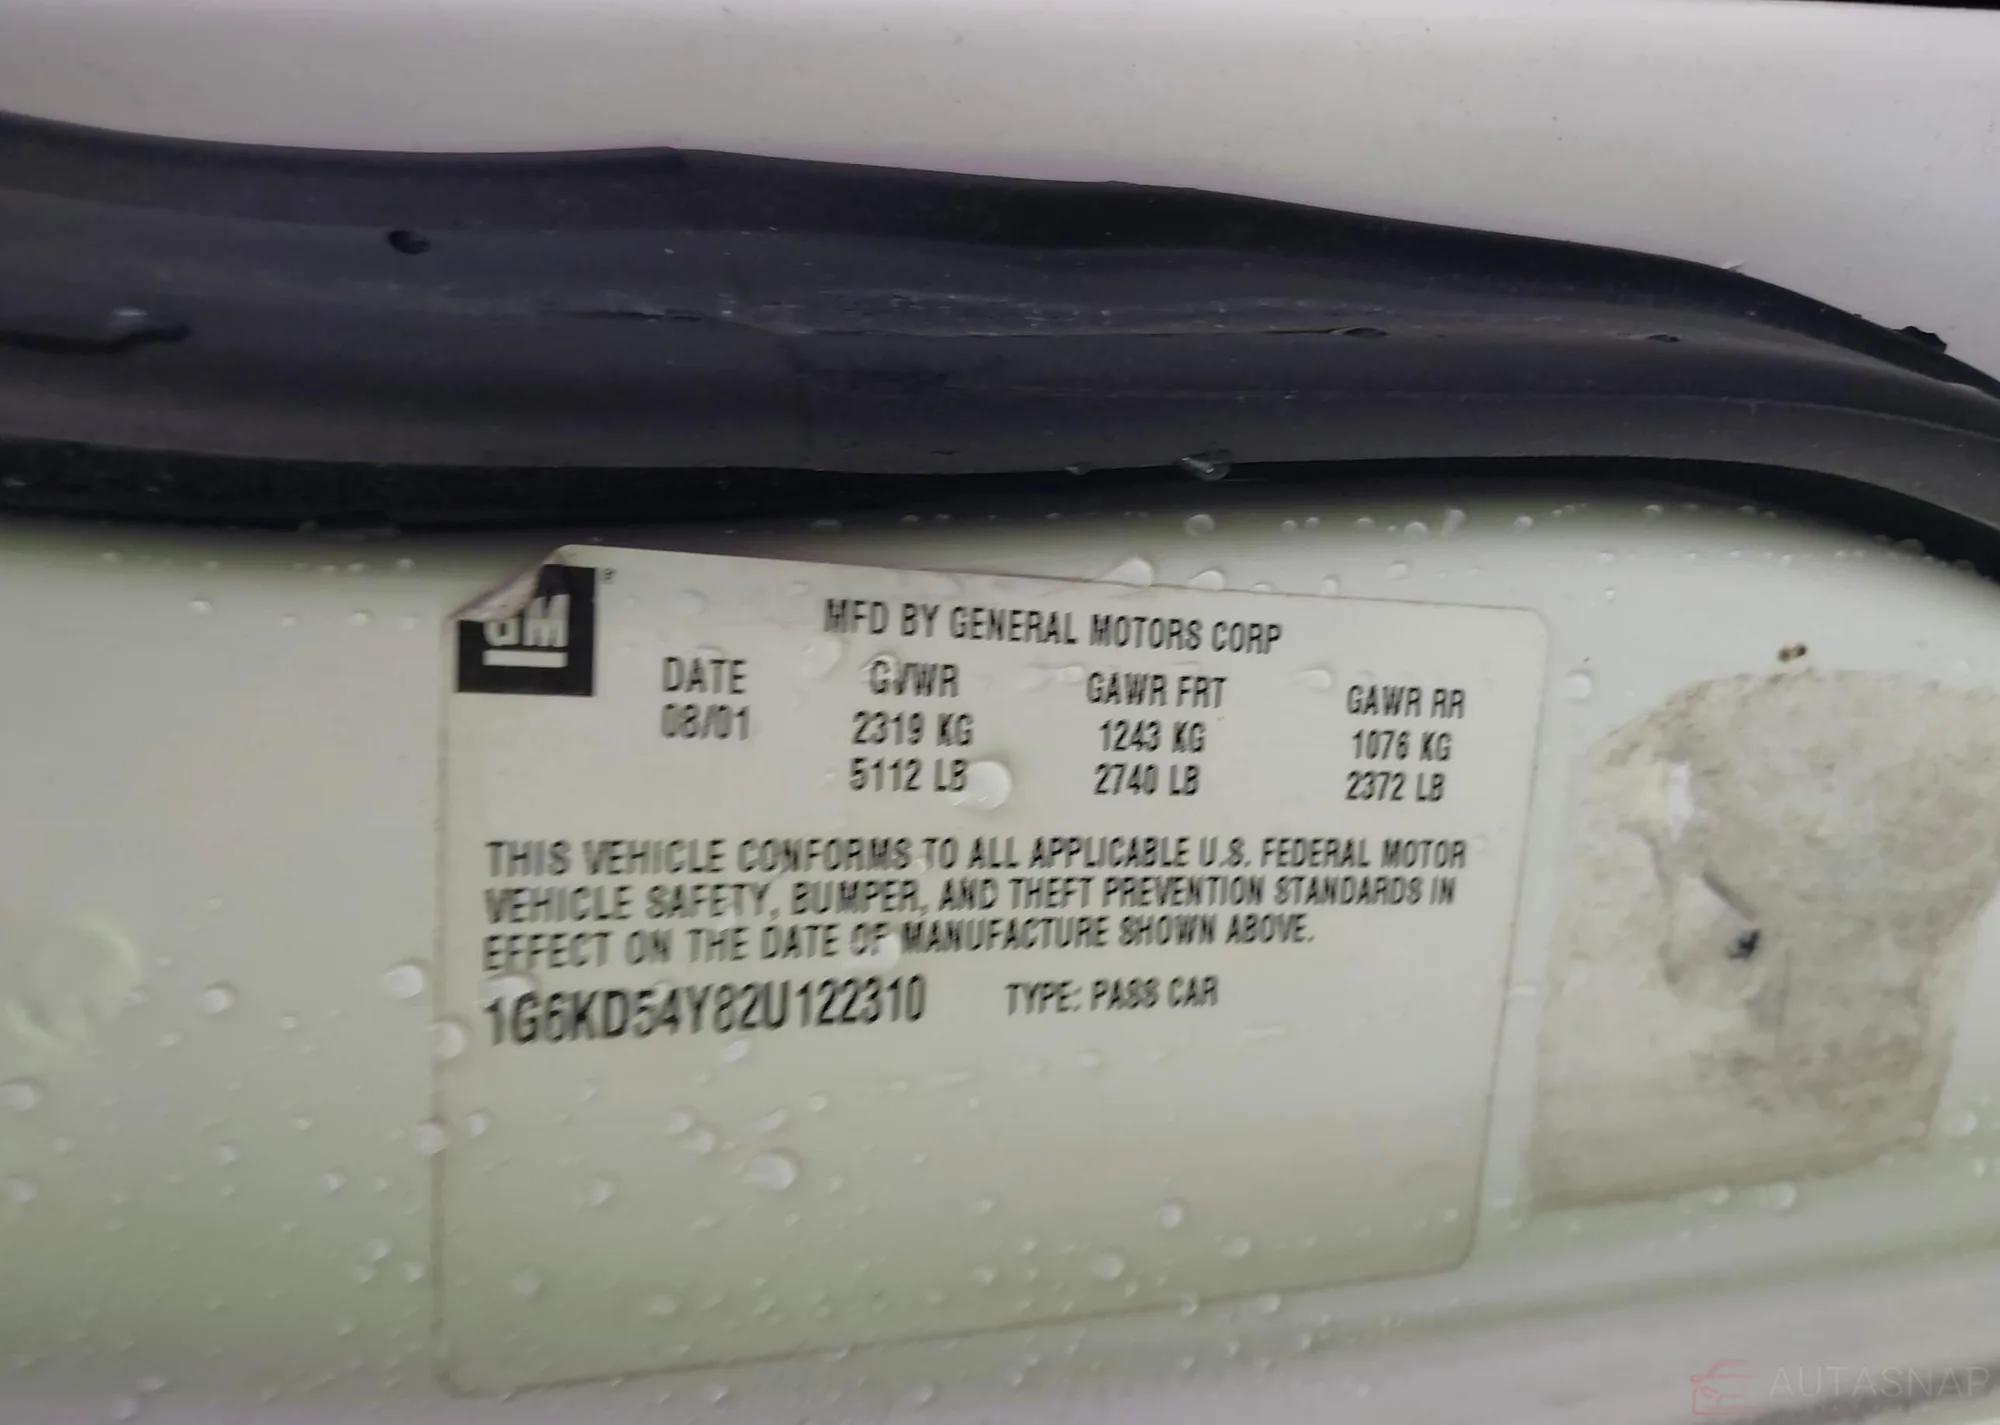 GM
MFD BY GENERAL MOTORS CORP
DATE GVWR GAWR FRT GAWR RR
08/01 2319 KG 1243 KG 1076 KG
5112 LB 2740 LB 2372 LB
THIS VEHICLE CONFORMS TO ALL APPLICABLE U.S. FEDERAL MOTOR
VEHICLE SAFETY, BUMPER, AND THEFT PREVENTION STANDARDS IN
EFFECT ON THE DATE OF MANUFACTURE SHOWN ABOVE.
1G6KD54Y82U122310 TYPE: PASS CAR
AUTASNAP